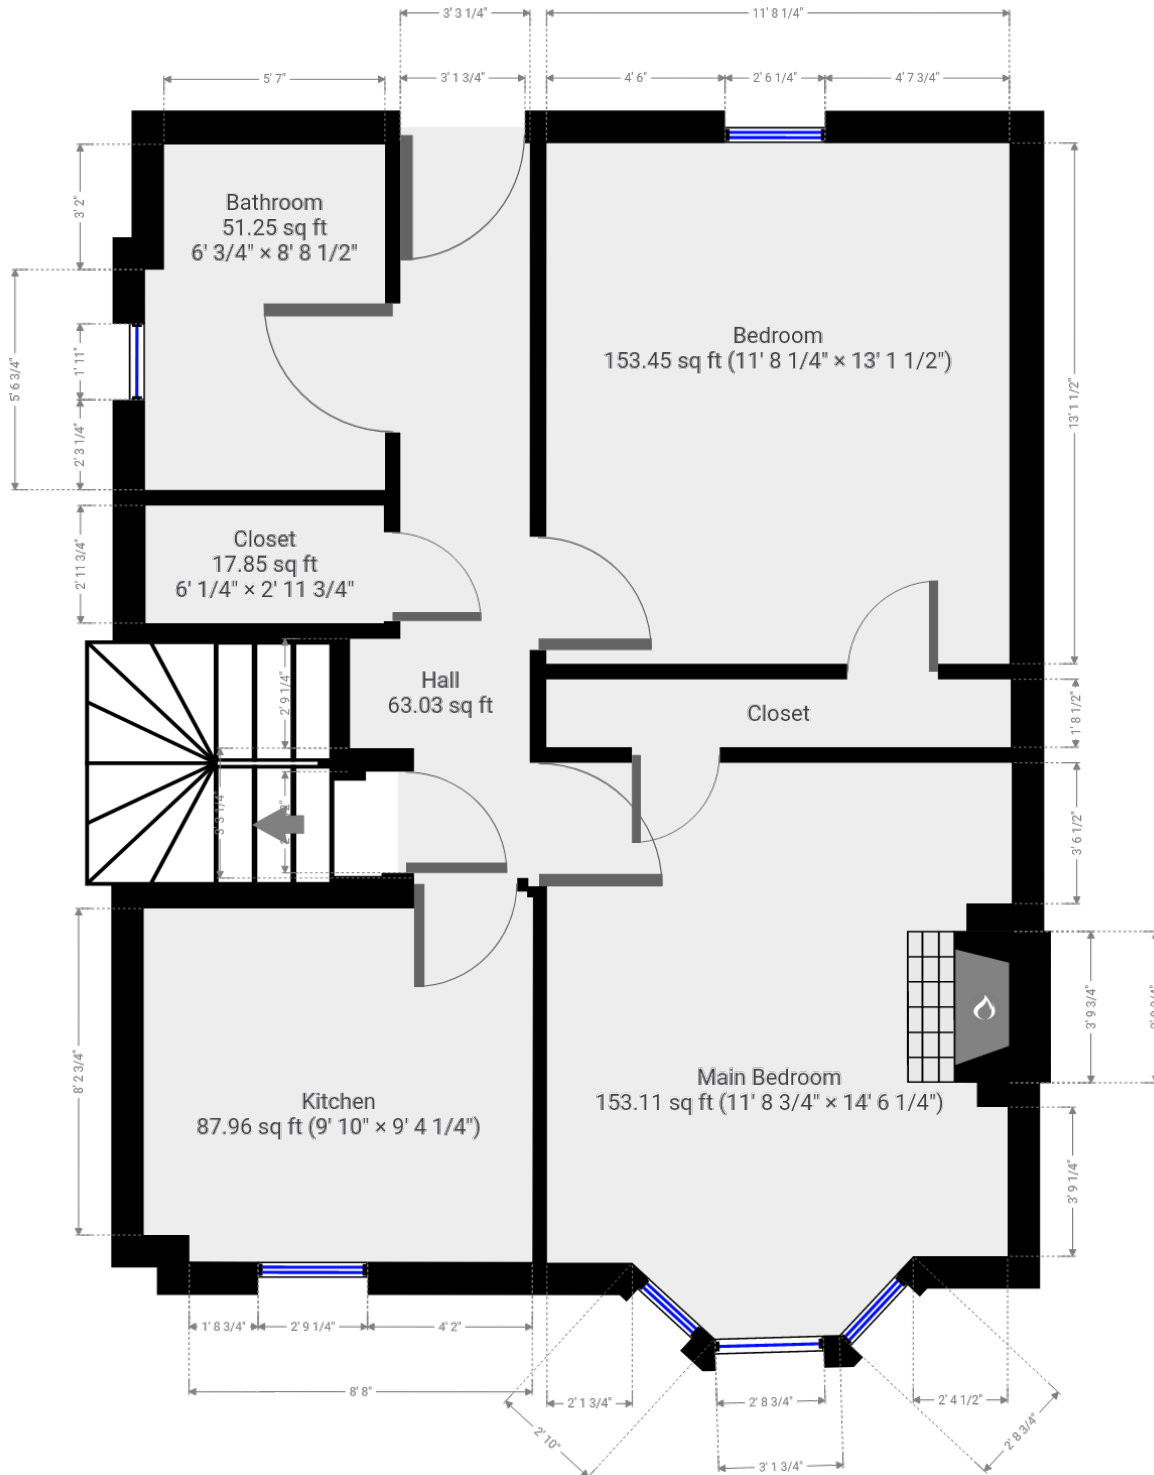 3' 3 1/4"
11' 8 1/4"
5' 7"
3' 1 3/4"
4' 6"
2' 6 1/4"
4' 7 3/4"
3' 2"
Bathroom
51.25 sq ft
6' 3/4" × 8' 8 1/2"
5' 6 3/4"
1' 11"
2' 3 1/4"
Bedroom
153.45 sq ft (11' 8 1/4" × 13' 1 1/2")
13' 1 1/2"
2' 11 3/4"
Closet
17.85 sq ft
6' 1/4" × 2' 11 3/4"
2' 9 1/4"
Hall
63.03 sq ft
Closet
1' 8 1/2"
3' 3 1/4"
3' 6 1/2"
8' 2 3/4"
Kitchen
87.96 sq ft (9' 10" × 9' 4 1/4")
Main Bedroom
153.11 sq ft (11' 8 3/4" × 14' 6 1/4")
3' 9 3/4"
3' 9 1/4"
1' 8 3/4"
2' 9 1/4"
4' 2"
8' 8"
2' 10"
2' 1 3/4"
2' 8 3/4"
2' 4 1/2"
2' 8 3/4"
3' 1 3/4"